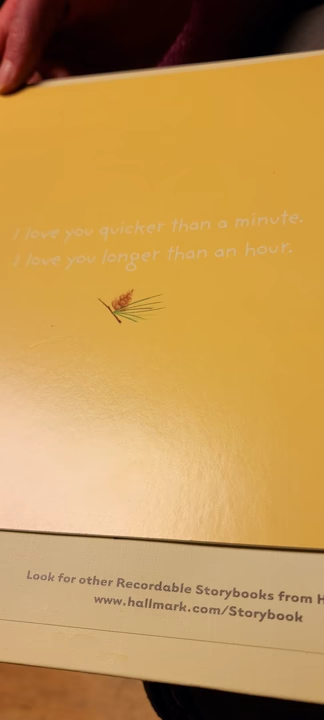 I love you quicker than a minute.
I love you longer than an hour.
Look for other Recordable Storybooks from
www.hallmark.com/Storybook